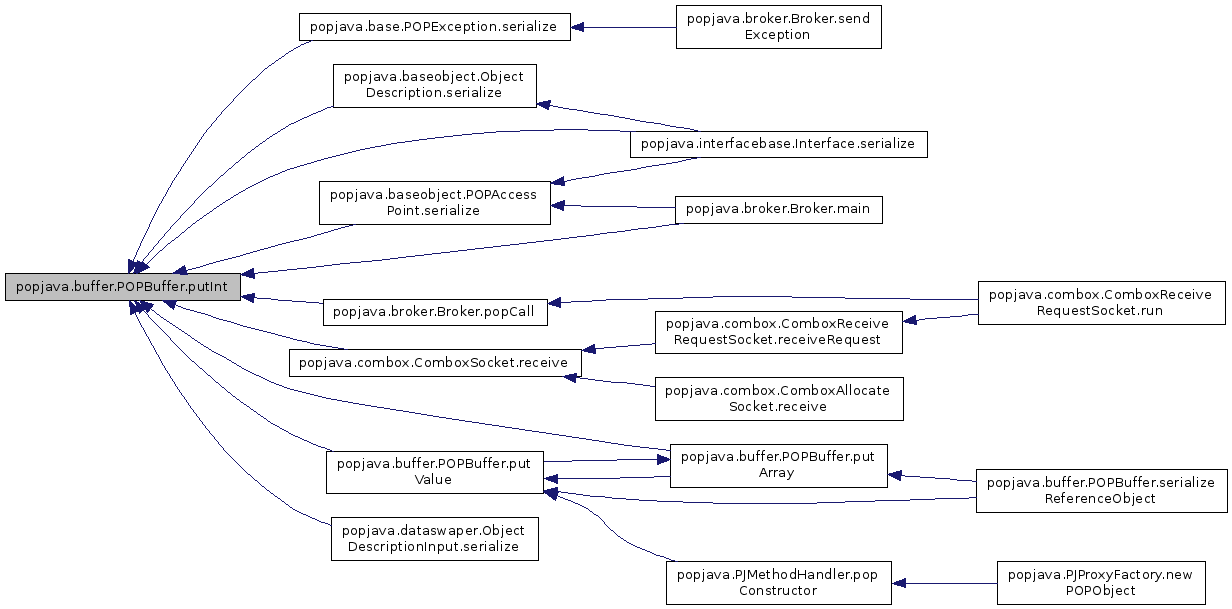 popjava.base.POPException.serialize
popjava.broker.Broker.send
Exception
popjava.baseobject.Object
Description.serialize
popjava.interfacebase.Interface.serialize
popjava.baseobject.POPAccess
Point.serialize
popjava.broker.Broker.main
popjava.buffer.POPBuffer.putInt
popjava.broker.Broker.popCall
popjava.combox.ComboxReceive
RequestSocket.run
popjava.combox.ComboxReceive
RequestSocket.receiveRequest
popjava.combox.ComboxSocket.receive
popjava.combox.ComboxAllocate
Socket.receive
popjava.buffer.POPBuffer.put
Value
popjava.buffer.POPBuffer.put
Array
popjava.buffer.POPBuffer.serialize
ReferenceObject
popjava.dataswaper.Object
DescriptionInput.serialize
popjava.PJMethodHandler.pop
Constructor
popjava.PJProxyFactory.new
POPObject